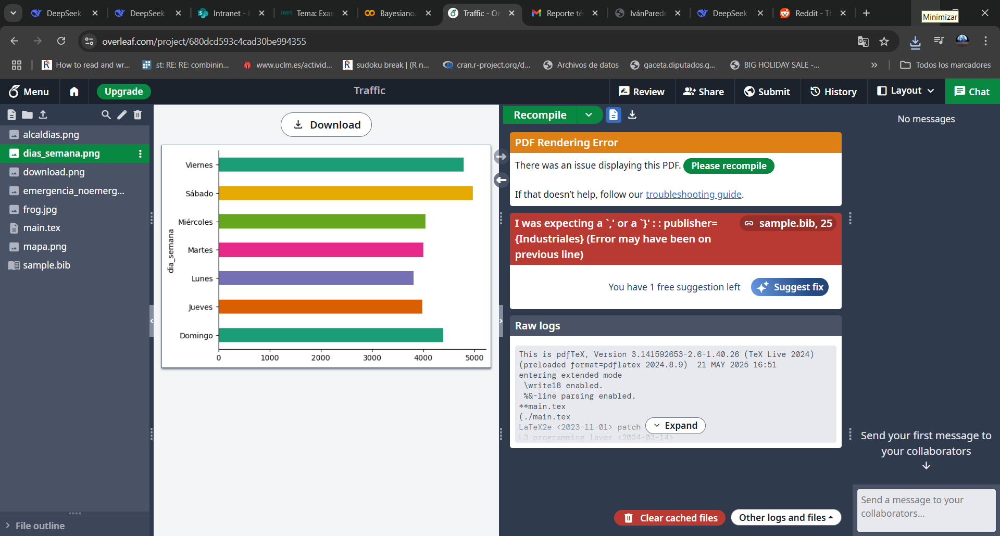 DeepSeek
DeepSeek
Intranet -
Tema: Exan
Bayesiano.
Traffic - Or
Reporte té
IvánParede
DeepSeek
Reddit - Th
Minimizar
overleaf.com/project/680dcd593c4cad30be994355
How to read and wr...
st: RE: RE: combinin...
www.uclm.es/activid...
sudoku break | (R n...
cran.r-project.org/d...
Archivos de datos
gaceta.diputados.g...
BIG HOLIDAY SALE -...
Todos los marcadores
Menu
Upgrade
Traffic
Review
Share
Submit
History
Layout
Chat
alcaldias.png
dias_semana.png
download.png
emergencia_noemerg...
frog.jpg
main.tex
mapa.png
sample.bib
File outline
Download
dia_semana
Viernes
Sábado
Miércoles
Martes
Lunes
Jueves
Domingo
0 1000 2000 3000 4000 5000
Recompile
PDF Rendering Error
There was an issue displaying this PDF. Please recompile
If that doesn't help, follow our troubleshooting guide.
I was expecting a `,' or a `}' : : publisher=
{Industriales} (Error may have been on
previous line)
sample.bib, 25
You have 1 free suggestion left
Suggest fix
Raw logs
This is pdfTeX, Version 3.141592653-2.6-1.40.26 (TeX Live 2024)
(preloaded format=pdflatex 2024.8.9) 21 MAY 2025 16:51
entering extended mode
\write18 enabled.
%&-line parsing enabled.
**main.tex
(./main.tex
LaTeX2e <2023-11-01> patch
L3 programming layer <2024-03-14>
Expand
Clear cached files
Other logs and files
No messages
Send your first message to
your collaborators
Send a message to your
collaborators...